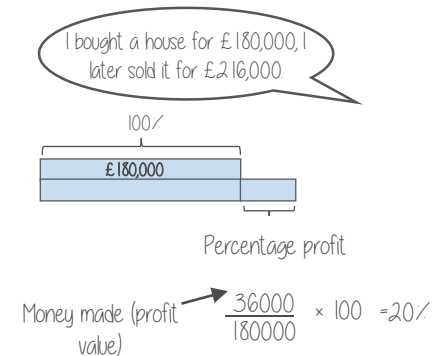 I bought a house for £180,000, I
later sold it for £216,000.
100%
£180,000
Percentage profit
Money made (profit
value)
36000
180000
× 100 =20%